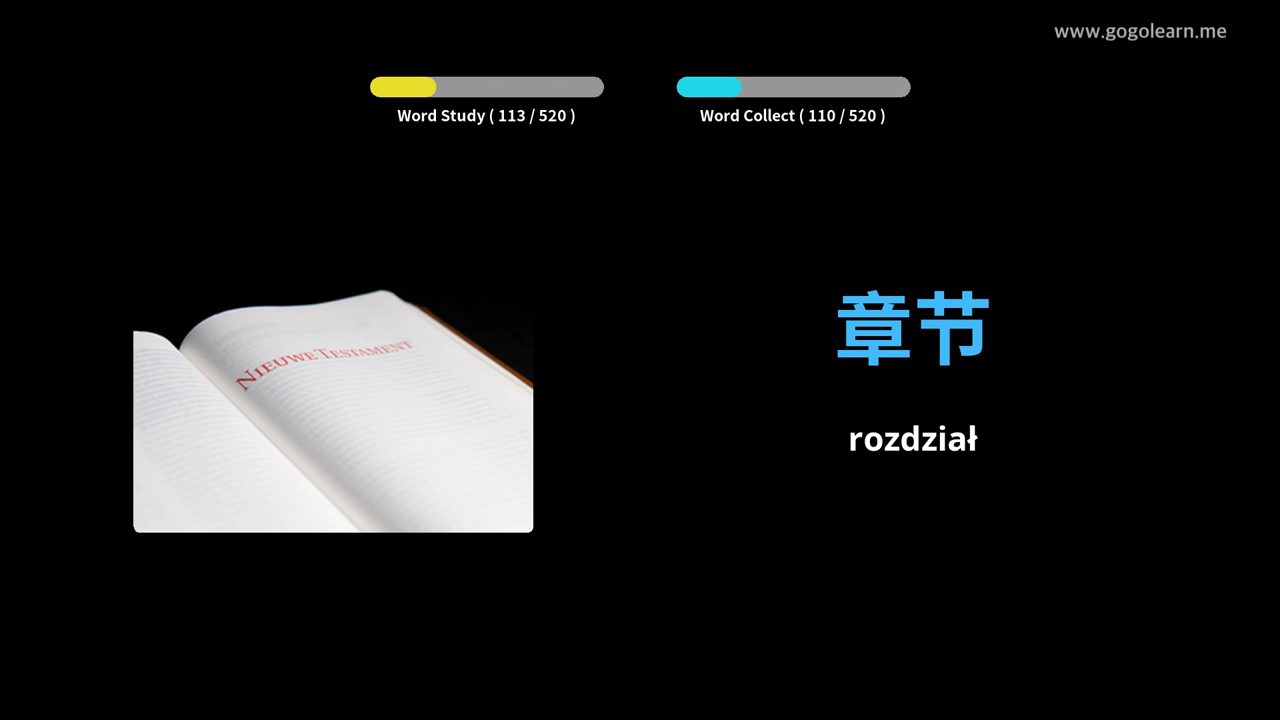 www.gogolearn.me
Word Study ( 113 / 520 )
Word Collect ( 110 / 520 )
NIEUWE TESTAMENT
章节
rozdział